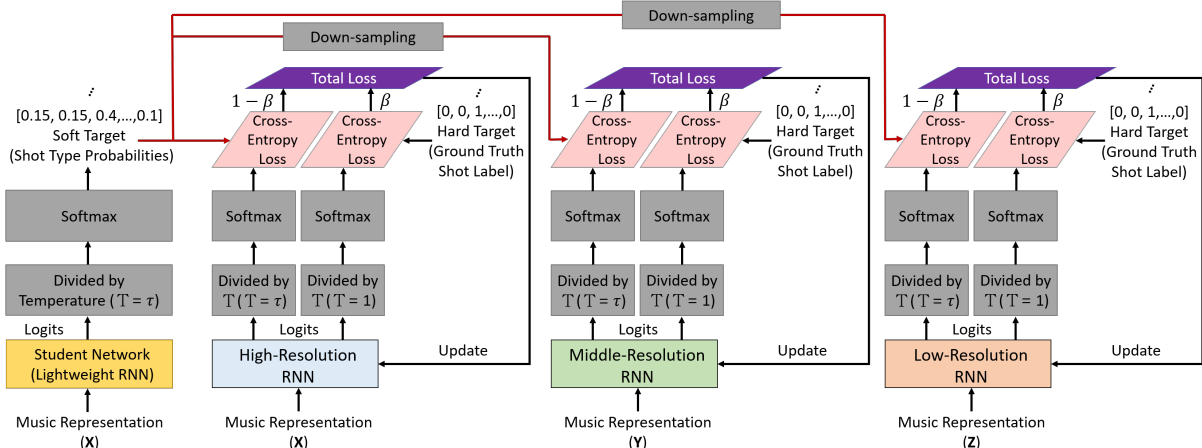 Down-sampling
Down-sampling
⋮
[0.15, 0.15, 0.4,...,0.1]
Soft Target
(Shot Type Probabilities)
Softmax
Divided by
Temperature (T = τ)
Logits
Student Network
(Lightweight RNN)
Music Representation
(X)
Total Loss
1 − β
β
Cross-
Entropy
Loss
Cross-
Entropy
Loss
⋮
[0, 0, 1,...,0]
Hard Target
(Ground Truth
Shot Label)
Softmax
Softmax
Divided by
T (T = τ)
Divided by
T (T = 1)
Logits
High-Resolution
RNN
Update
Music Representation
(X)
Total Loss
1 − β
β
Cross-
Entropy
Loss
Cross-
Entropy
Loss
⋮
[0, 0, 1,...,0]
Hard Target
(Ground Truth
Shot Label)
Softmax
Softmax
Divided by
T (T = τ)
Divided by
T (T = 1)
Logits
Middle-Resolution
RNN
Update
Music Representation
(Y)
Total Loss
1 − β
β
Cross-
Entropy
Loss
Cross-
Entropy
Loss
⋮
[0, 0, 1,...,0]
Hard Target
(Ground Truth
Shot Label)
Softmax
Softmax
Divided by
T (T = τ)
Divided by
T (T = 1)
Logits
Low-Resolution
RNN
Update
Music Representation
(Z)